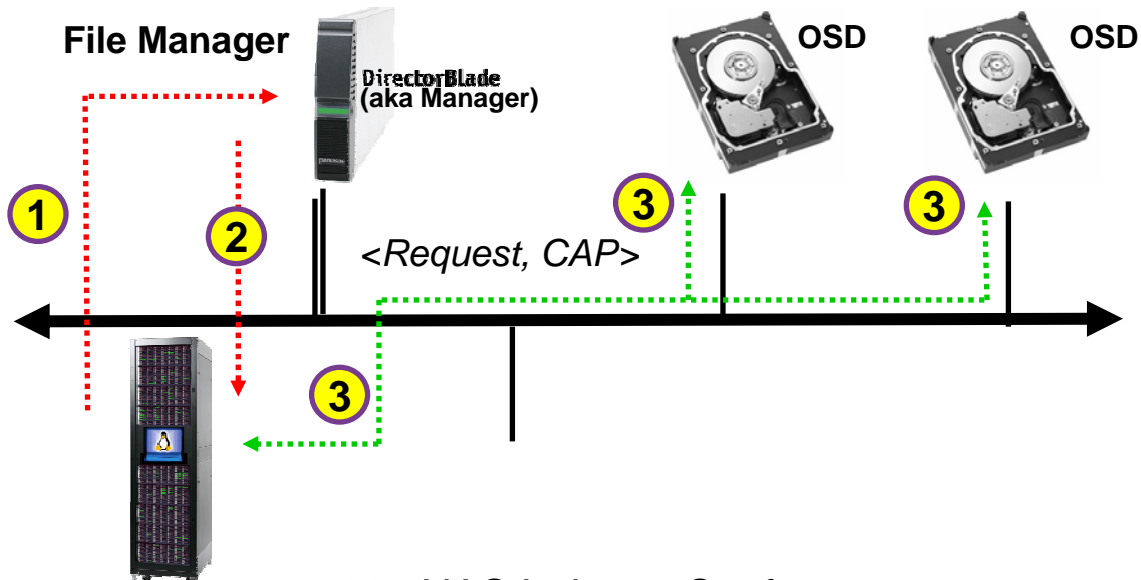 File Manager
DirectorBlade
(aka Manager)
OSD
OSD
1
2
3
3
<Request, CAP>
3